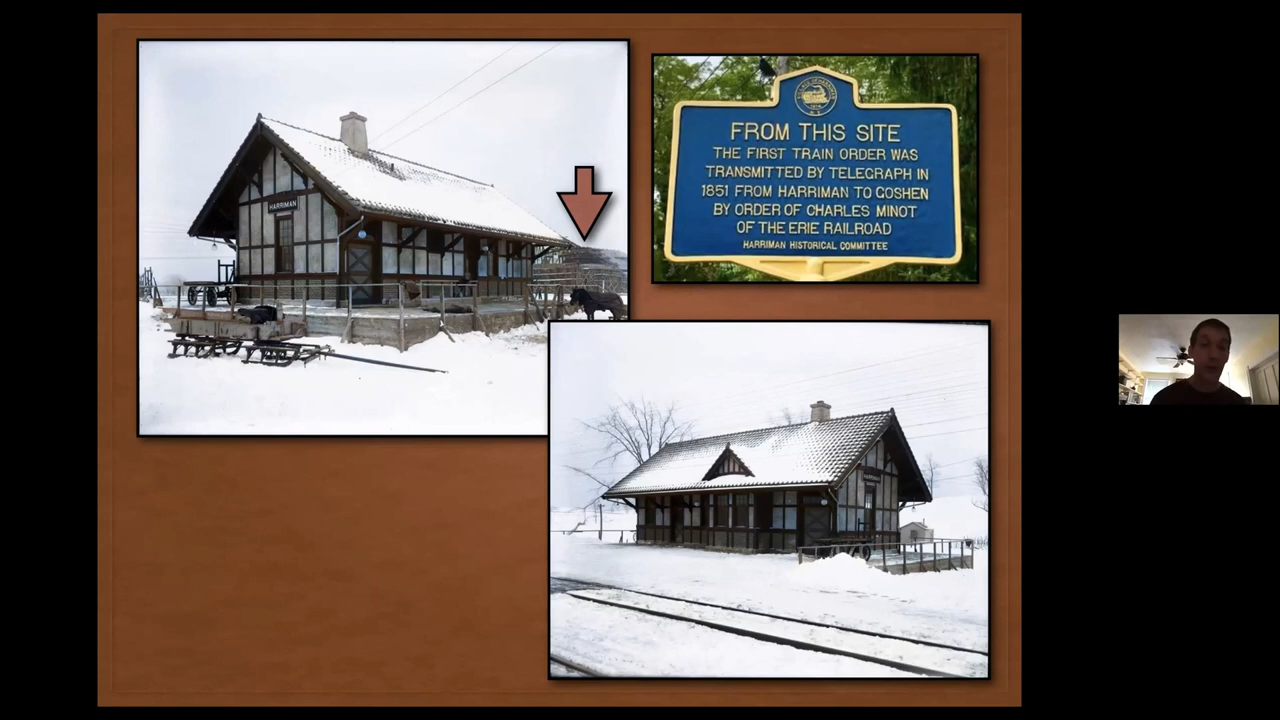 HARRIMAN
FROM THIS SITE
THE FIRST TRAIN ORDER WAS
TRANSMITTED BY TELEGRAPH IN
1851 FROM HARRIMAN TO GOSHEN
BY ORDER OF CHARLES MINOT
OF THE ERIE RAILROAD
HARRIMAN HISTORICAL COMMITTEE
HARRIMAN